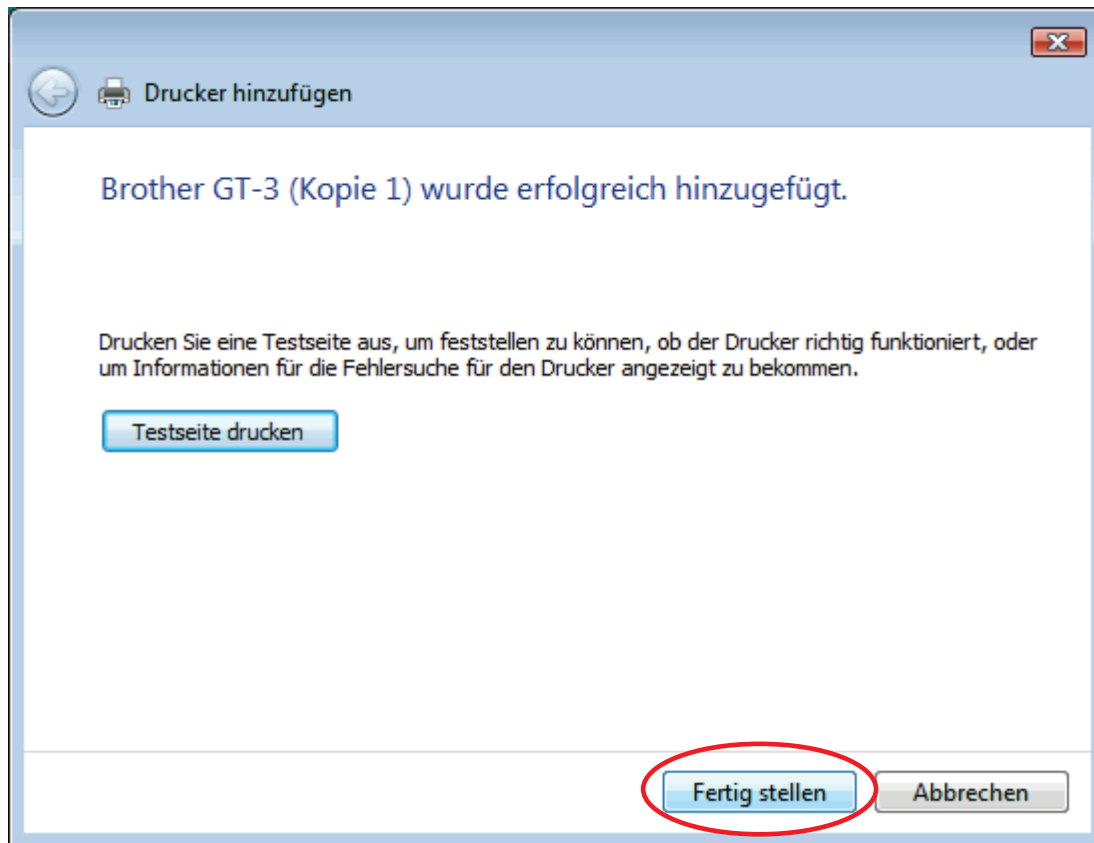 Drucker hinzufügen
Brother GT-3 (Kopie 1) wurde erfolgreich hinzugefügt.
Drucken Sie eine Testseite aus, um feststellen zu können, ob der Drucker richtig funktioniert, oder
um Informationen für die Fehlersuche für den Drucker angezeigt zu bekommen.
Testseite drucken
Fertig stellen
Abbrechen